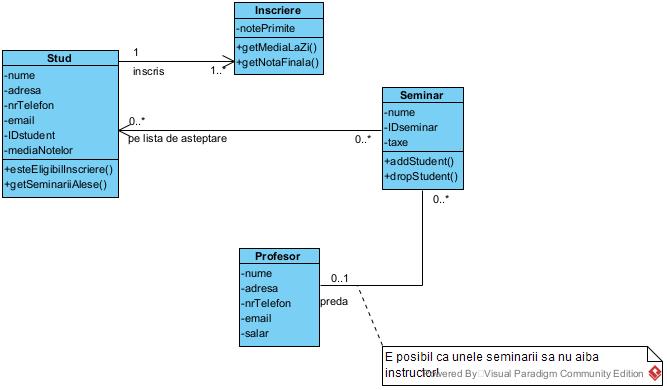 Inscriere
-notePrimite
+getMediaLaZi()
+getNotaFinala()
1
inscris
1..*
Stud
-nume
-adresa
-nrTelefon
-email
-IDstudent
-mediaNotelor
+esteEligibilInscriere()
+getSeminariiAlese()
0..*
pe lista de asteptare
0..*
Seminar
-nume
-IDseminar
-taxe
+addStudent()
+dropStudent()
0..*
Profesor
-nume
-adresa
-nrTelefon
-email
-salar
0..1
preda
E posibil ca unele seminarii sa nu aiba
instructor!
Powered By Visual Paradigm Community Edition